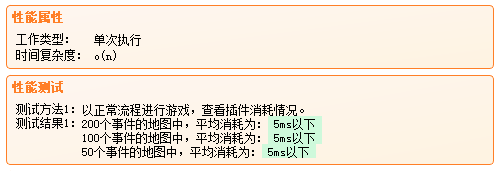 性能属性
工作类型： 单次执行
时间复杂度： o(n)
性能测试
测试方法1：以正常流程进行游戏，查看插件消耗情况。
测试结果1：200个事件的地图中，平均消耗为： 5ms以下
100个事件的地图中，平均消耗为： 5ms以下
50个事件的地图中，平均消耗为： 5ms以下